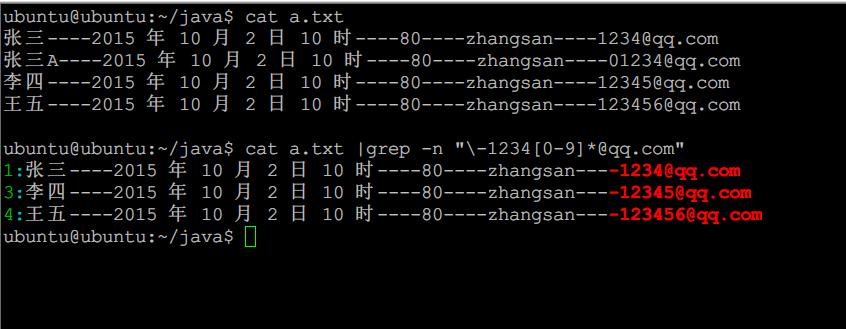 ubuntu@ubuntu:~/java$ cat a.txt
张三----2015 年 10 月 2 日 10 时----80----zhangsan----1234@qq.com
张三A----2015 年 10 月 2 日 10 时----80----zhangsan----01234@qq.com
李四----2015 年 10 月 2 日 10 时----80----zhangsan----12345@qq.com
王五----2015 年 10 月 2 日 10 时----80----zhangsan----123456@qq.com
ubuntu@ubuntu:~/java$ cat a.txt |grep -n "\-1234[0-9]*@qq.com"
1:张三----2015 年 10 月 2 日 10 时----80----zhangsan----1234@qq.com
3:李四----2015 年 10 月 2 日 10 时----80----zhangsan----12345@qq.com
4:王五----2015 年 10 月 2 日 10 时----80----zhangsan----123456@qq.com
ubuntu@ubuntu:~/java$